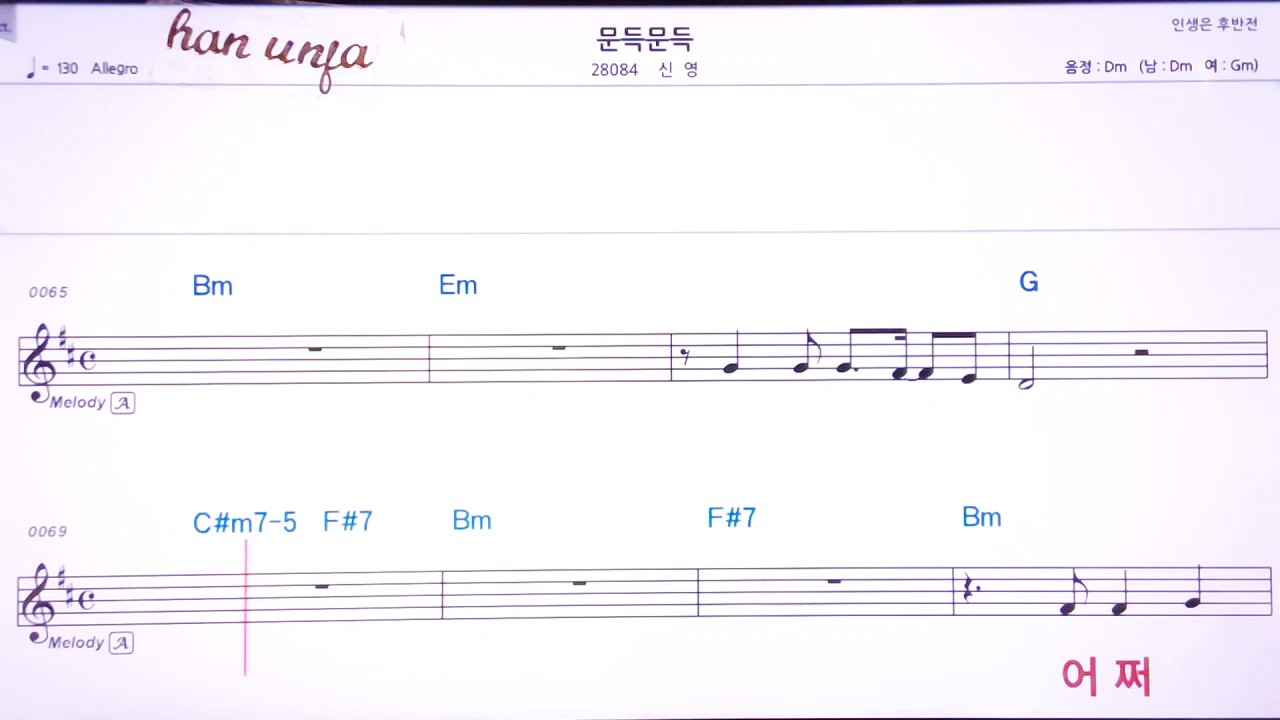 han unfa
문득문득
인생은 후반전
♩= 130 Allegro
28084 신 영
음정 : Dm (남 : Dm 여 : Gm)
0065 Bm Em G
Melody A
0069 C#m7-5 F#7 Bm F#7 Bm
Melody A
어 쩌